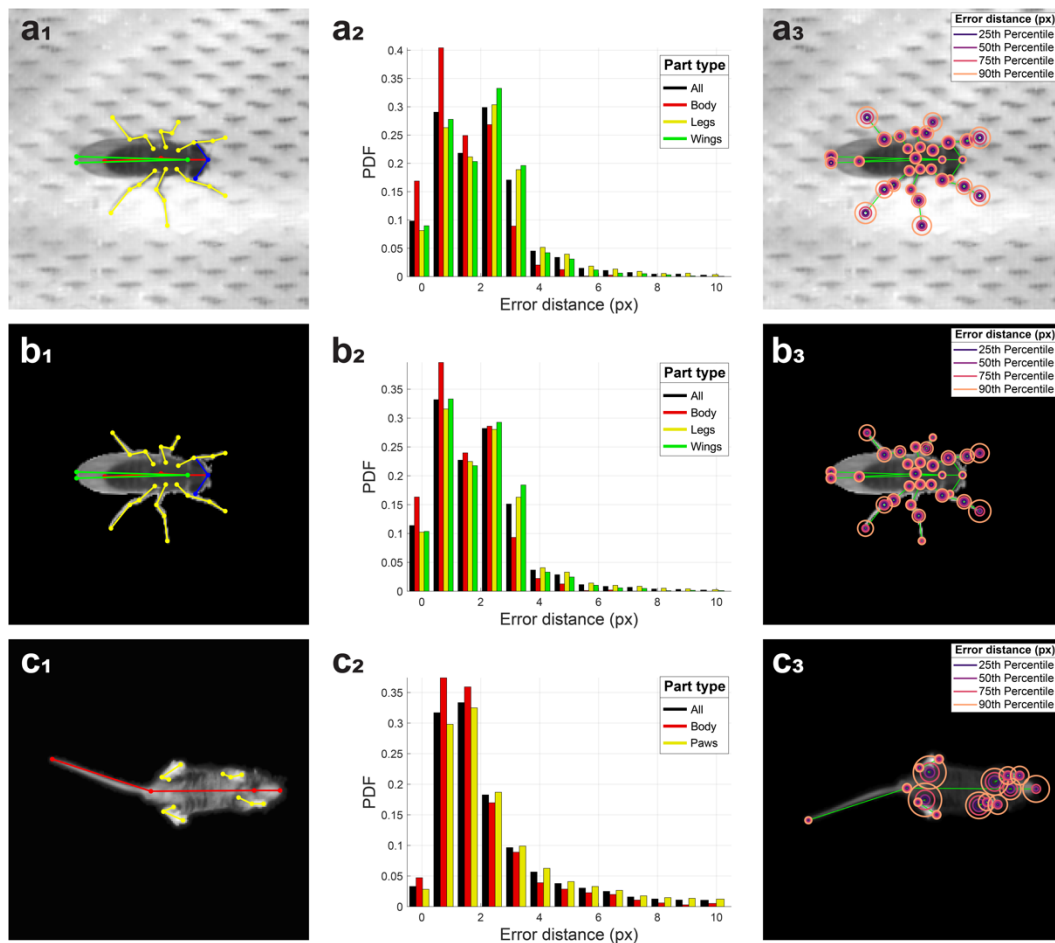 a1
a2
0.4
0.35
0.3
0.25
0.2
0.15
0.1
0.05
0
PDF
0 2 4 6 8 10
Error distance (px)
Part type
All
Body
Legs
Wings
a3
Error distance (px)
25th Percentile
50th Percentile
75th Percentile
90th Percentile
b1
b2
0.35
0.3
0.25
0.2
0.15
0.1
0.05
0
PDF
0 2 4 6 8 10
Error distance (px)
Part type
All
Body
Legs
Wings
b3
Error distance (px)
25th Percentile
50th Percentile
75th Percentile
90th Percentile
c1
c2
0.35
0.3
0.25
0.2
0.15
0.1
0.05
0
PDF
0 2 4 6 8 10
Error distance (px)
Part type
All
Body
Paws
c3
Error distance (px)
25th Percentile
50th Percentile
75th Percentile
90th Percentile